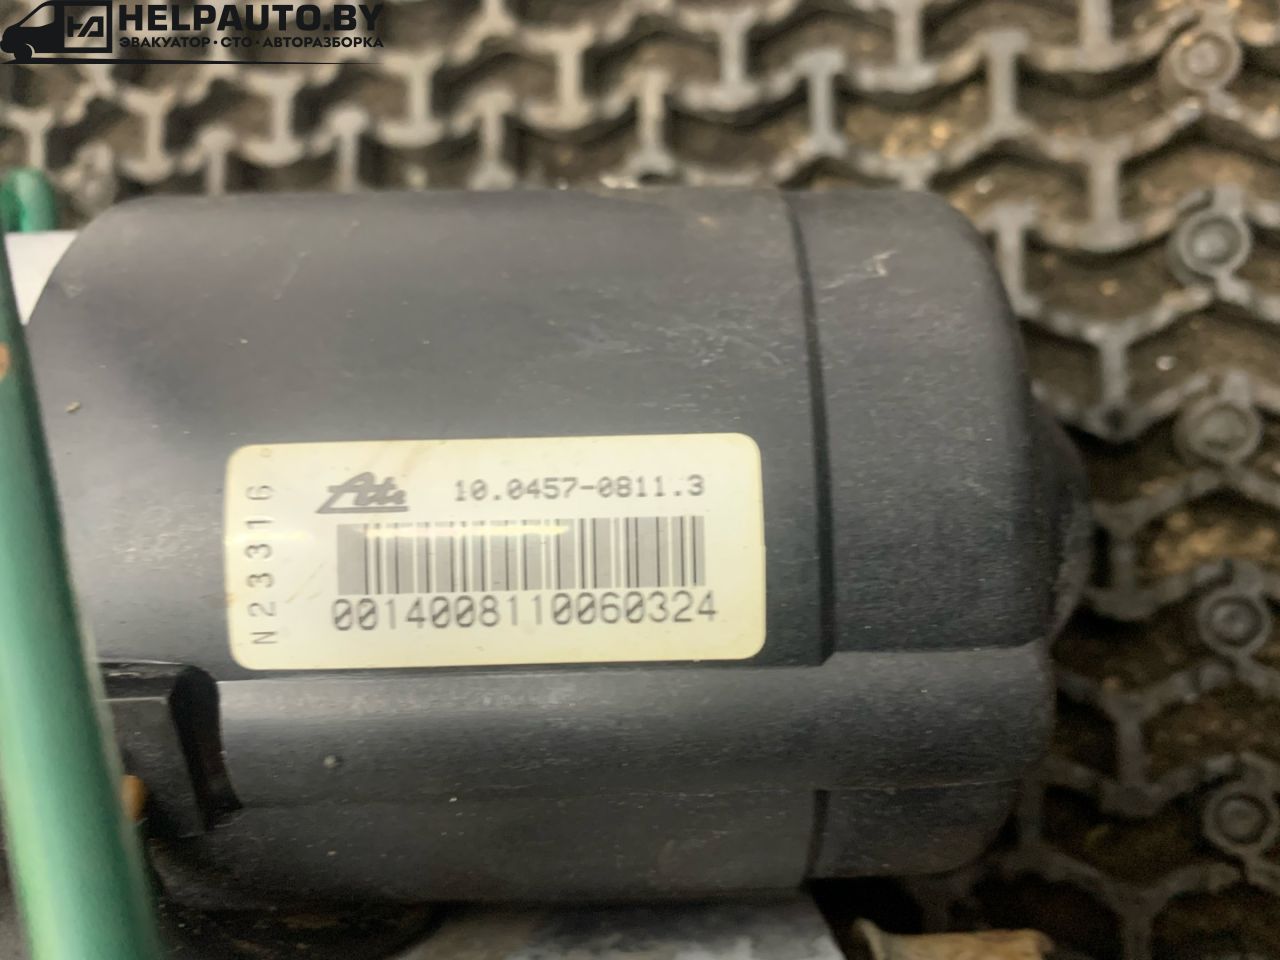 HELPAUTO.BY
ЭВАКУАТОР · СТО · АВТОРАЗБОРКА
Ate 10.0457-0811.3
N23316
0014008110060324